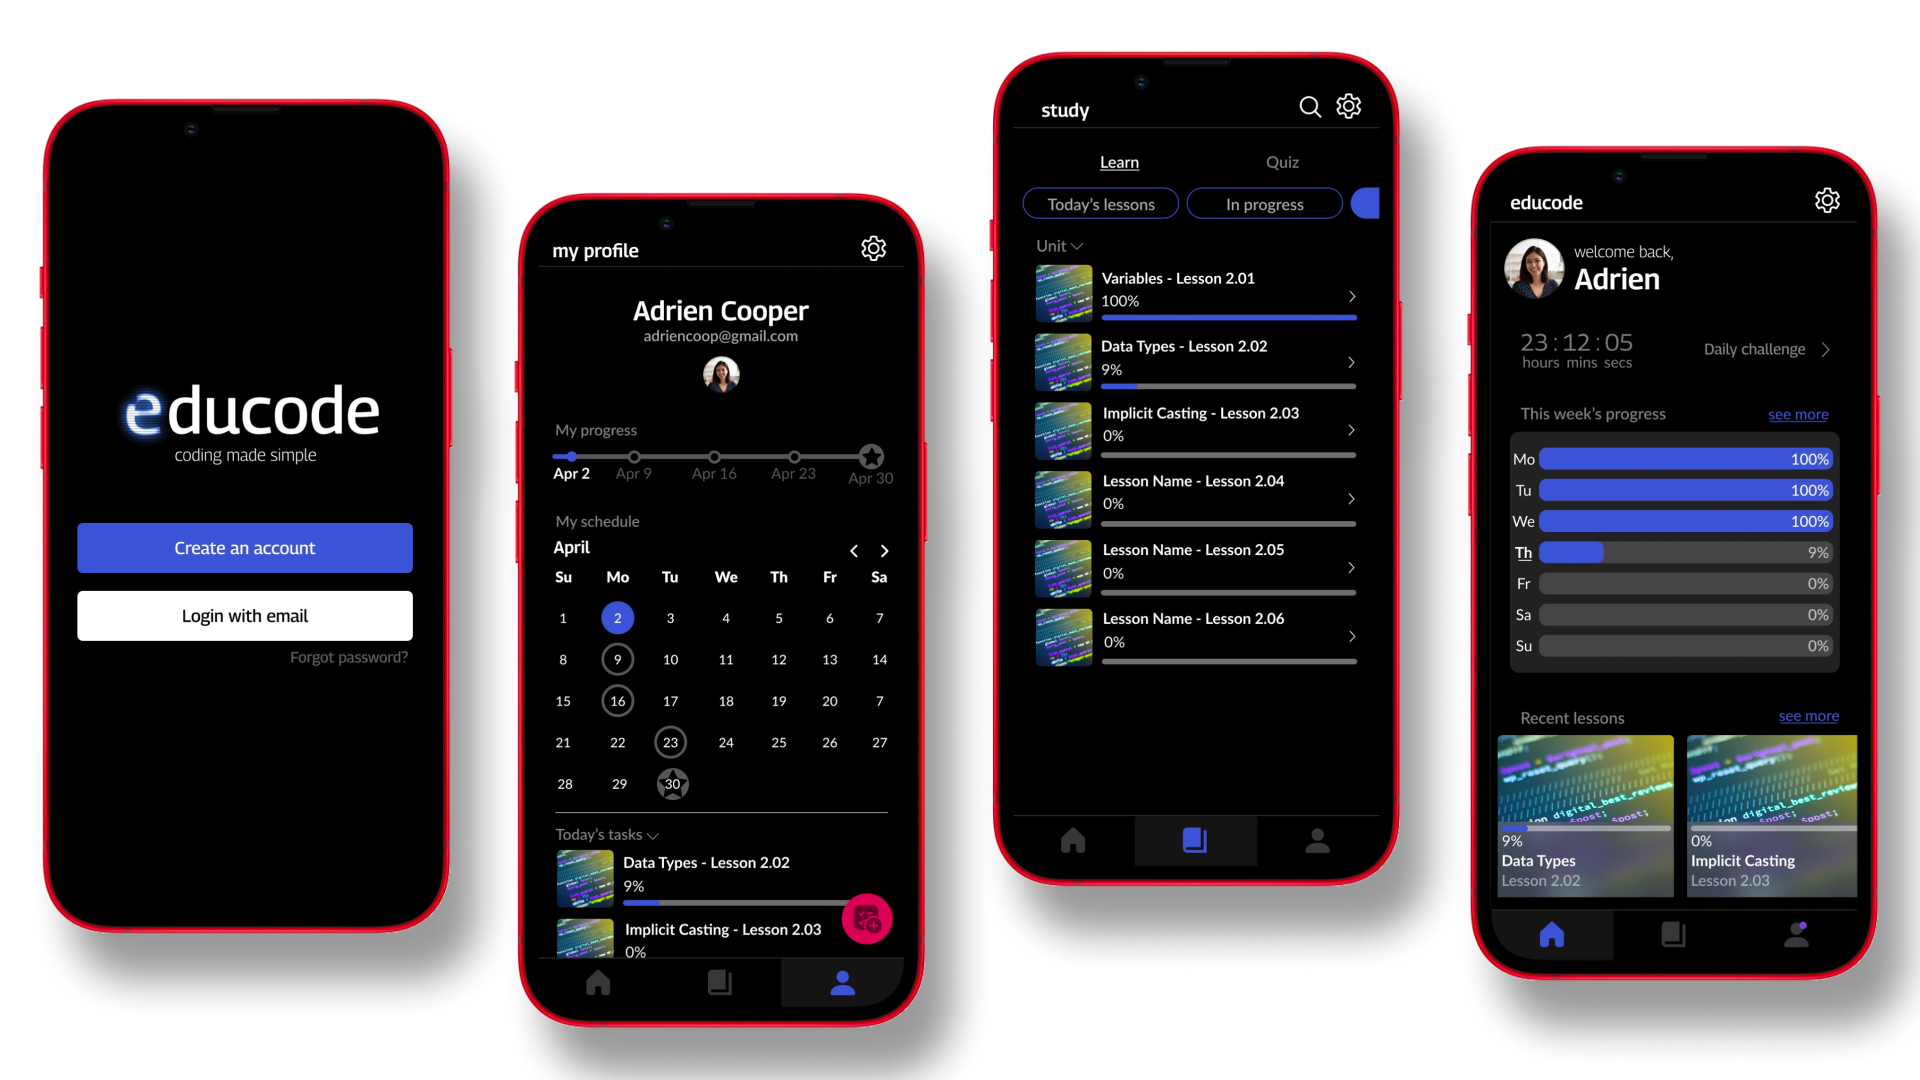 educode
coding made simple
Create an account
Login with email
Forgot password?
my profile
Adrien Cooper
adriencoop@gmail.com
My progress
Apr 2 Apr 9 Apr 16 Apr 23 Apr 30
My schedule
April
Su Mo Tu We Th Fr Sa
1 2 3 4 5 6 7
8 9 10 11 12 13 14
15 16 17 18 19 20 7
21 22 23 24 25 26 27
28 29 30
Today's tasks
Data Types - Lesson 2.02
9%
Implicit Casting - Lesson 2.03
0%
study
Learn Quiz
Today's lessons In progress
Unit
Variables - Lesson 2.01
100%
Data Types - Lesson 2.02
9%
Implicit Casting - Lesson 2.03
0%
Lesson Name - Lesson 2.04
0%
Lesson Name - Lesson 2.05
0%
Lesson Name - Lesson 2.06
0%
educode
welcome back,
Adrien
23 : 12 : 05
hours mins secs
Daily challenge
This week's progress see more
Mo 100%
Tu 100%
We 100%
Th 9%
Fr 0%
Sa 0%
Su 0%
Recent lessons see more
9%
Data Types
Lesson 2.02
0%
Implicit Casting
Lesson 2.03